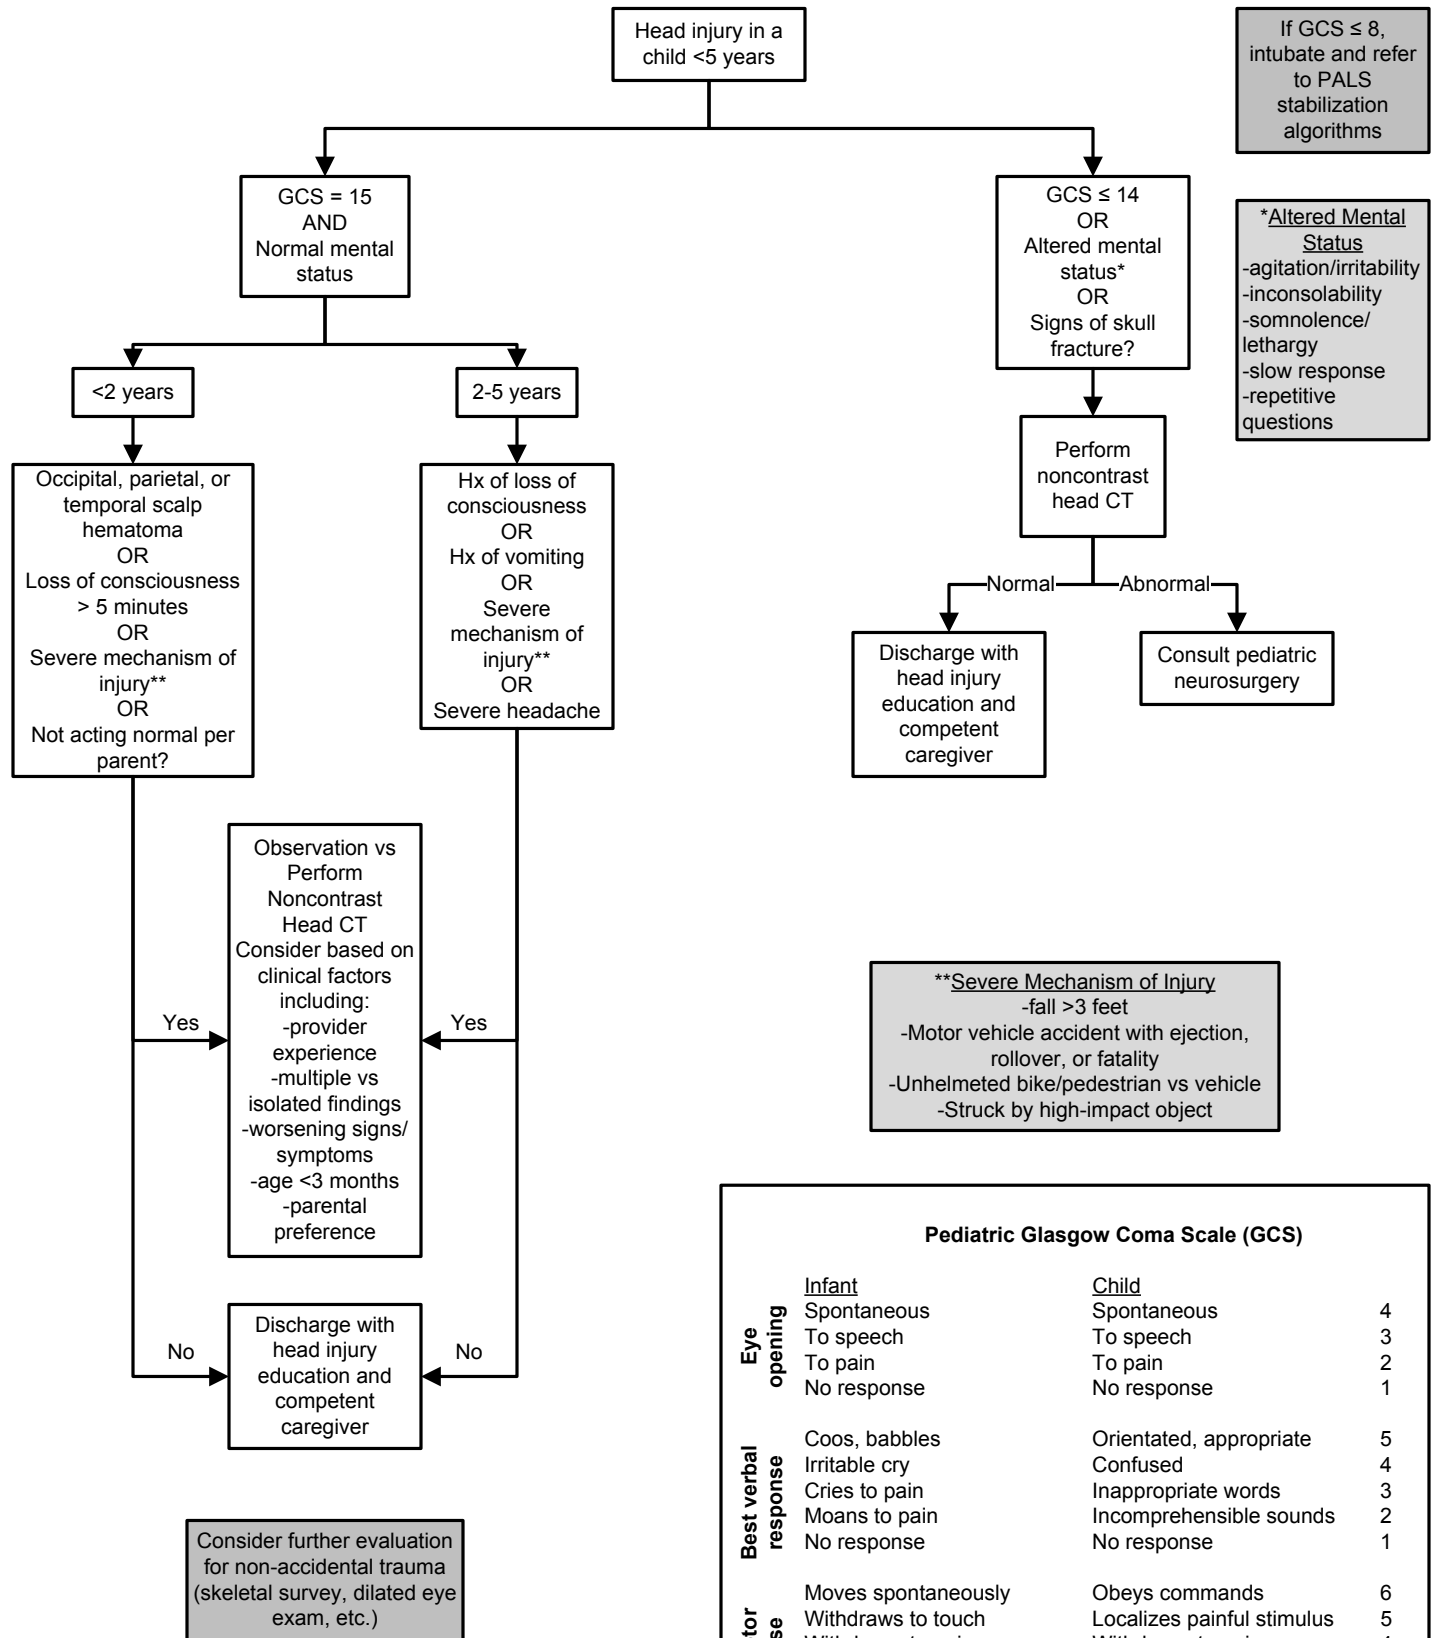 Head injury in a
child <5 years
If GCS ≤ 8,
intubate and refer
to PALS
stabilization
algorithms
GCS = 15
AND
Normal mental
status
GCS ≤ 14
OR
Altered mental
status*
OR
Signs of skull
fracture?
*Altered Mental
Status
-agitation/irritability
-inconsolability
-somnolence/
lethargy
-slow response
-repetitive
questions
<2 years
2-5 years
Occipital, parietal, or
temporal scalp
hematoma
OR
Loss of consciousness
> 5 minutes
OR
Severe mechanism of
injury**
OR
Not acting normal per
parent?
Hx of loss of
consciousness
OR
Hx of vomiting
OR
Severe
mechanism of
injury**
OR
Severe headache
Perform
noncontrast
head CT
Normal
Abnormal
Discharge with
head injury
education and
competent
caregiver
Consult pediatric
neurosurgery
Observation vs
Perform
Noncontrast
Head CT
Consider based on
clinical factors
including:
-provider
experience
-multiple vs
isolated findings
-worsening signs/
symptoms
-age <3 months
-parental
preference
Yes
Yes
**Severe Mechanism of Injury
-fall >3 feet
-Motor vehicle accident with ejection,
rollover, or fatality
-Unhelmeted bike/pedestrian vs vehicle
-Struck by high-impact object
No
No
Discharge with
head injury
education and
competent
caregiver
Consider further evaluation
for non-accidental trauma
(skeletal survey, dilated eye
exam, etc.)
Pediatric Glasgow Coma Scale (GCS)
Infant Child
Eye
opening
Spontaneous Spontaneous 4
To speech To speech 3
To pain To pain 2
No response No response 1
Best verbal
response
Coos, babbles Orientated, appropriate 5
Irritable cry Confused 4
Cries to pain Inappropriate words 3
Moans to pain Incomprehensible sounds 2
No response No response 1
Moves spontaneously Obeys commands 6
Withdraws to touch Localizes painful stimulus 5